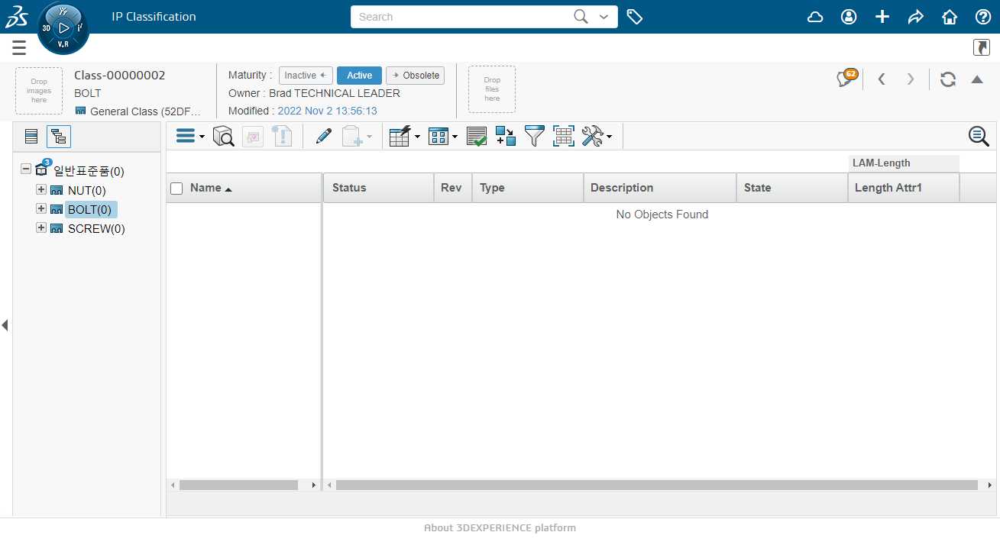 IP Classification
Search
3D
V.R
Drop images here
Class-00000002
BOLT
General Class (52DF...
Maturity : Inactive Active Obsolete
Owner : Brad TECHNICAL LEADER
Modified : 2022 Nov 2 13:56:13
Drop files here
62
3
일반표준품(0)
NUT(0)
BOLT(0)
SCREW(0)
LAM-Length
Name Status Rev Type Description State Length Attr1
No Objects Found
About 3DEXPERIENCE platform